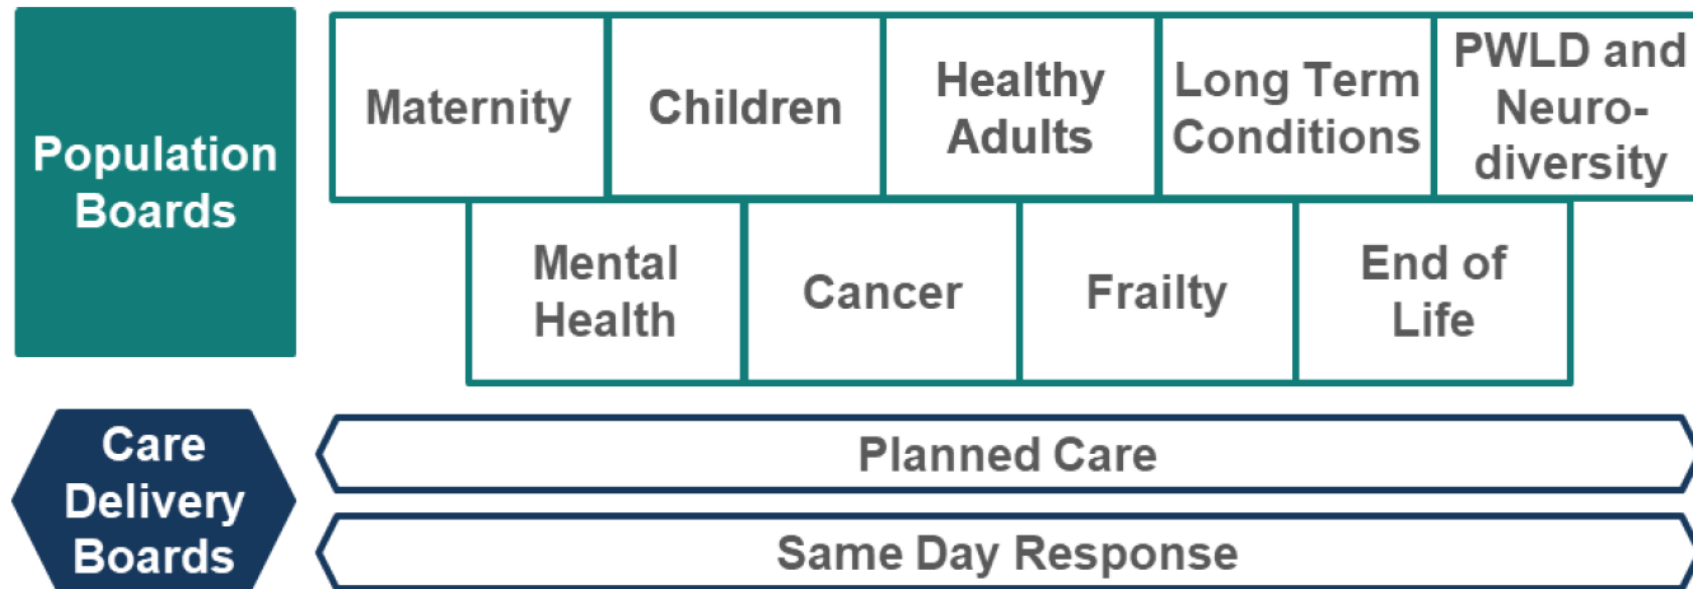 Population
Boards
Maternity
Children
Healthy
Adults
Long Term
Conditions
PWLD and
Neuro-
diversity
Mental
Health
Cancer
Frailty
End of
Life
Care
Delivery
Boards
Planned Care
Same Day Response